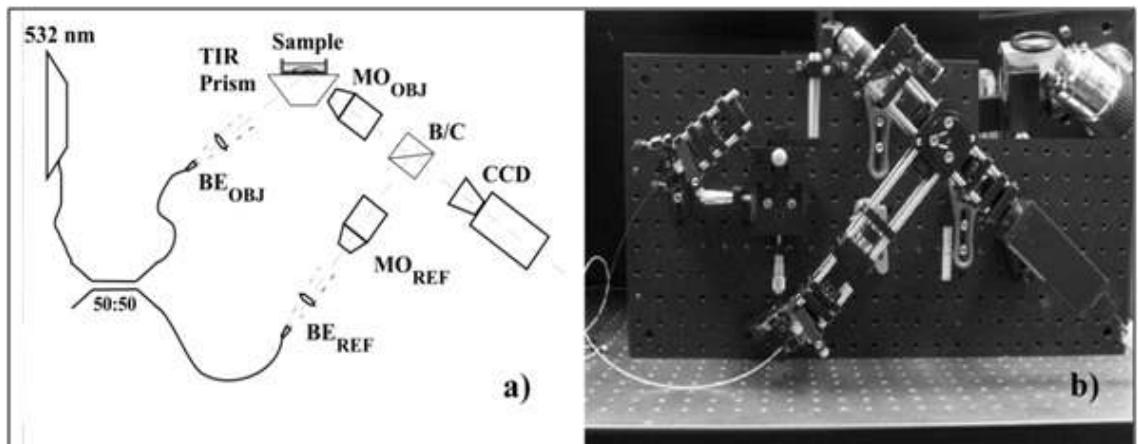 532 nm
TIR
Prism
Sample
MO_OBJ
B/C
CCD
BE_OBJ
MO_REF
50:50
BE_REF
a)
b)